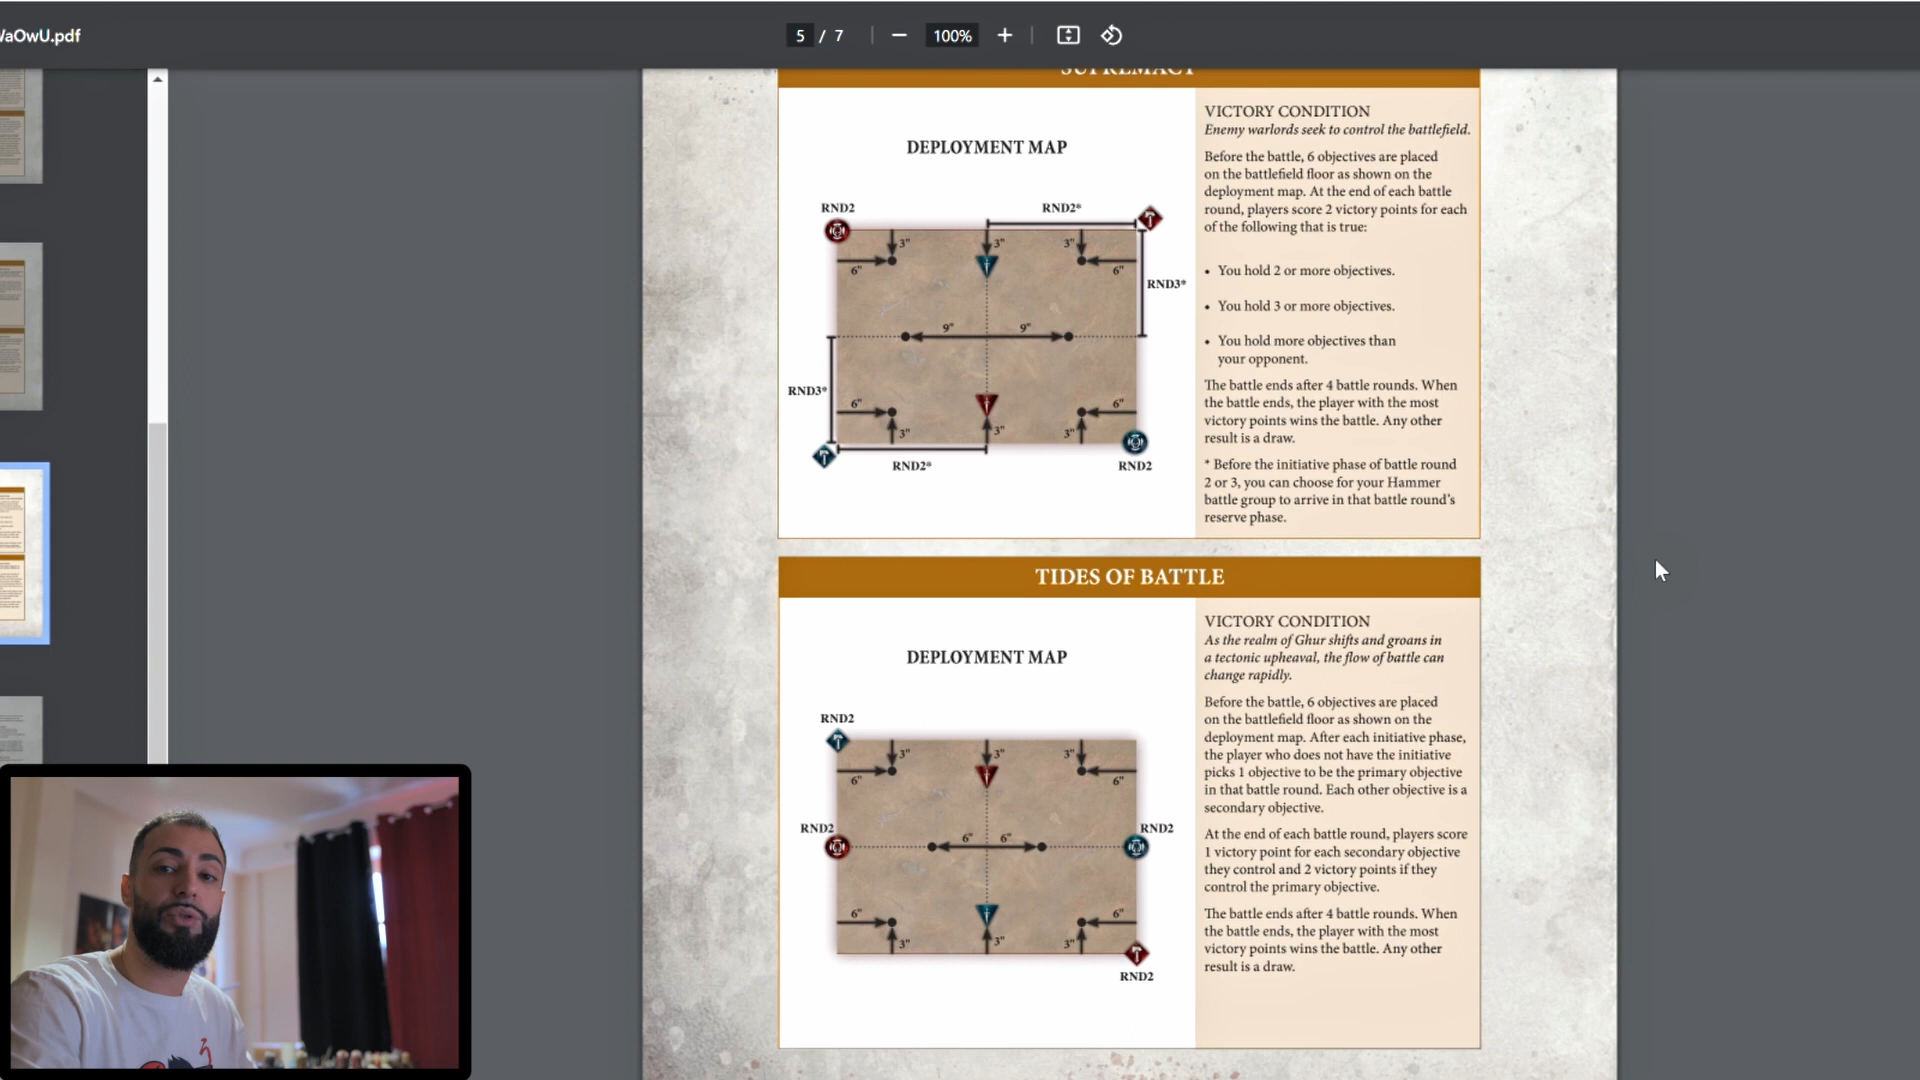 VaOwU.pdf
5 / 7
100%
SUPREMACY
DEPLOYMENT MAP
RND2
RND2*
3"
3"
3"
6"
6"
RND3*
9"
9"
RND3*
6"
6"
3"
3"
3"
RND2*
RND2
VICTORY CONDITION
Enemy warlords seek to control the battlefield.
Before the battle, 6 objectives are placed
on the battlefield floor as shown on the
deployment map. At the end of each battle
round, players score 2 victory points for each
of the following that is true:
• You hold 2 or more objectives.
• You hold 3 or more objectives.
• You hold more objectives than
your opponent.
The battle ends after 4 battle rounds. When
the battle ends, the player with the most
victory points wins the battle. Any other
result is a draw.
* Before the initiative phase of battle round
2 or 3, you can choose for your Hammer
battle group to arrive in that battle round's
reserve phase.
TIDES OF BATTLE
DEPLOYMENT MAP
RND2
3"
3"
3"
6"
6"
RND2
RND2
6"
6"
6"
6"
3"
3"
3"
RND2
VICTORY CONDITION
As the realm of Ghur shifts and groans in
a tectonic upheaval, the flow of battle can
change rapidly.
Before the battle, 6 objectives are placed
on the battlefield floor as shown on the
deployment map. After each initiative phase,
the player who does not have the initiative
picks 1 objective to be the primary objective
in that battle round. Each other objective is a
secondary objective.
At the end of each battle round, players score
1 victory point for each secondary objective
they control and 2 victory points if they
control the primary objective.
The battle ends after 4 battle rounds. When
the battle ends, the player with the most
victory points wins the battle. Any other
result is a draw.